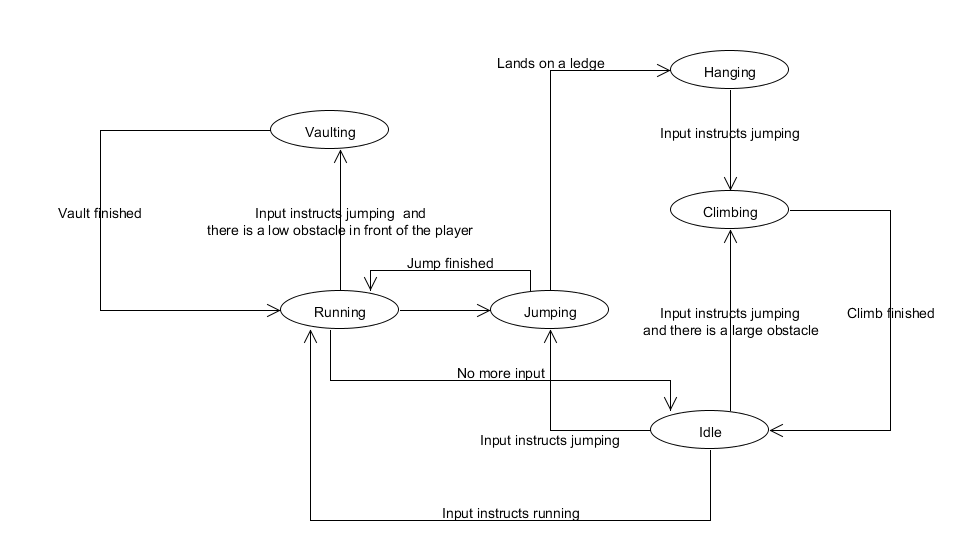 Lands on a ledge
Hanging
Vaulting
Input instructs jumping
Vault finished
Input instructs jumping  and
there is a low obstacle in front of the player
Climbing
Jump finished
Running
Jumping
Input instructs jumping
and there is a large obstacle
Climb finished
No more input
Idle
Input instructs jumping
Input instructs running